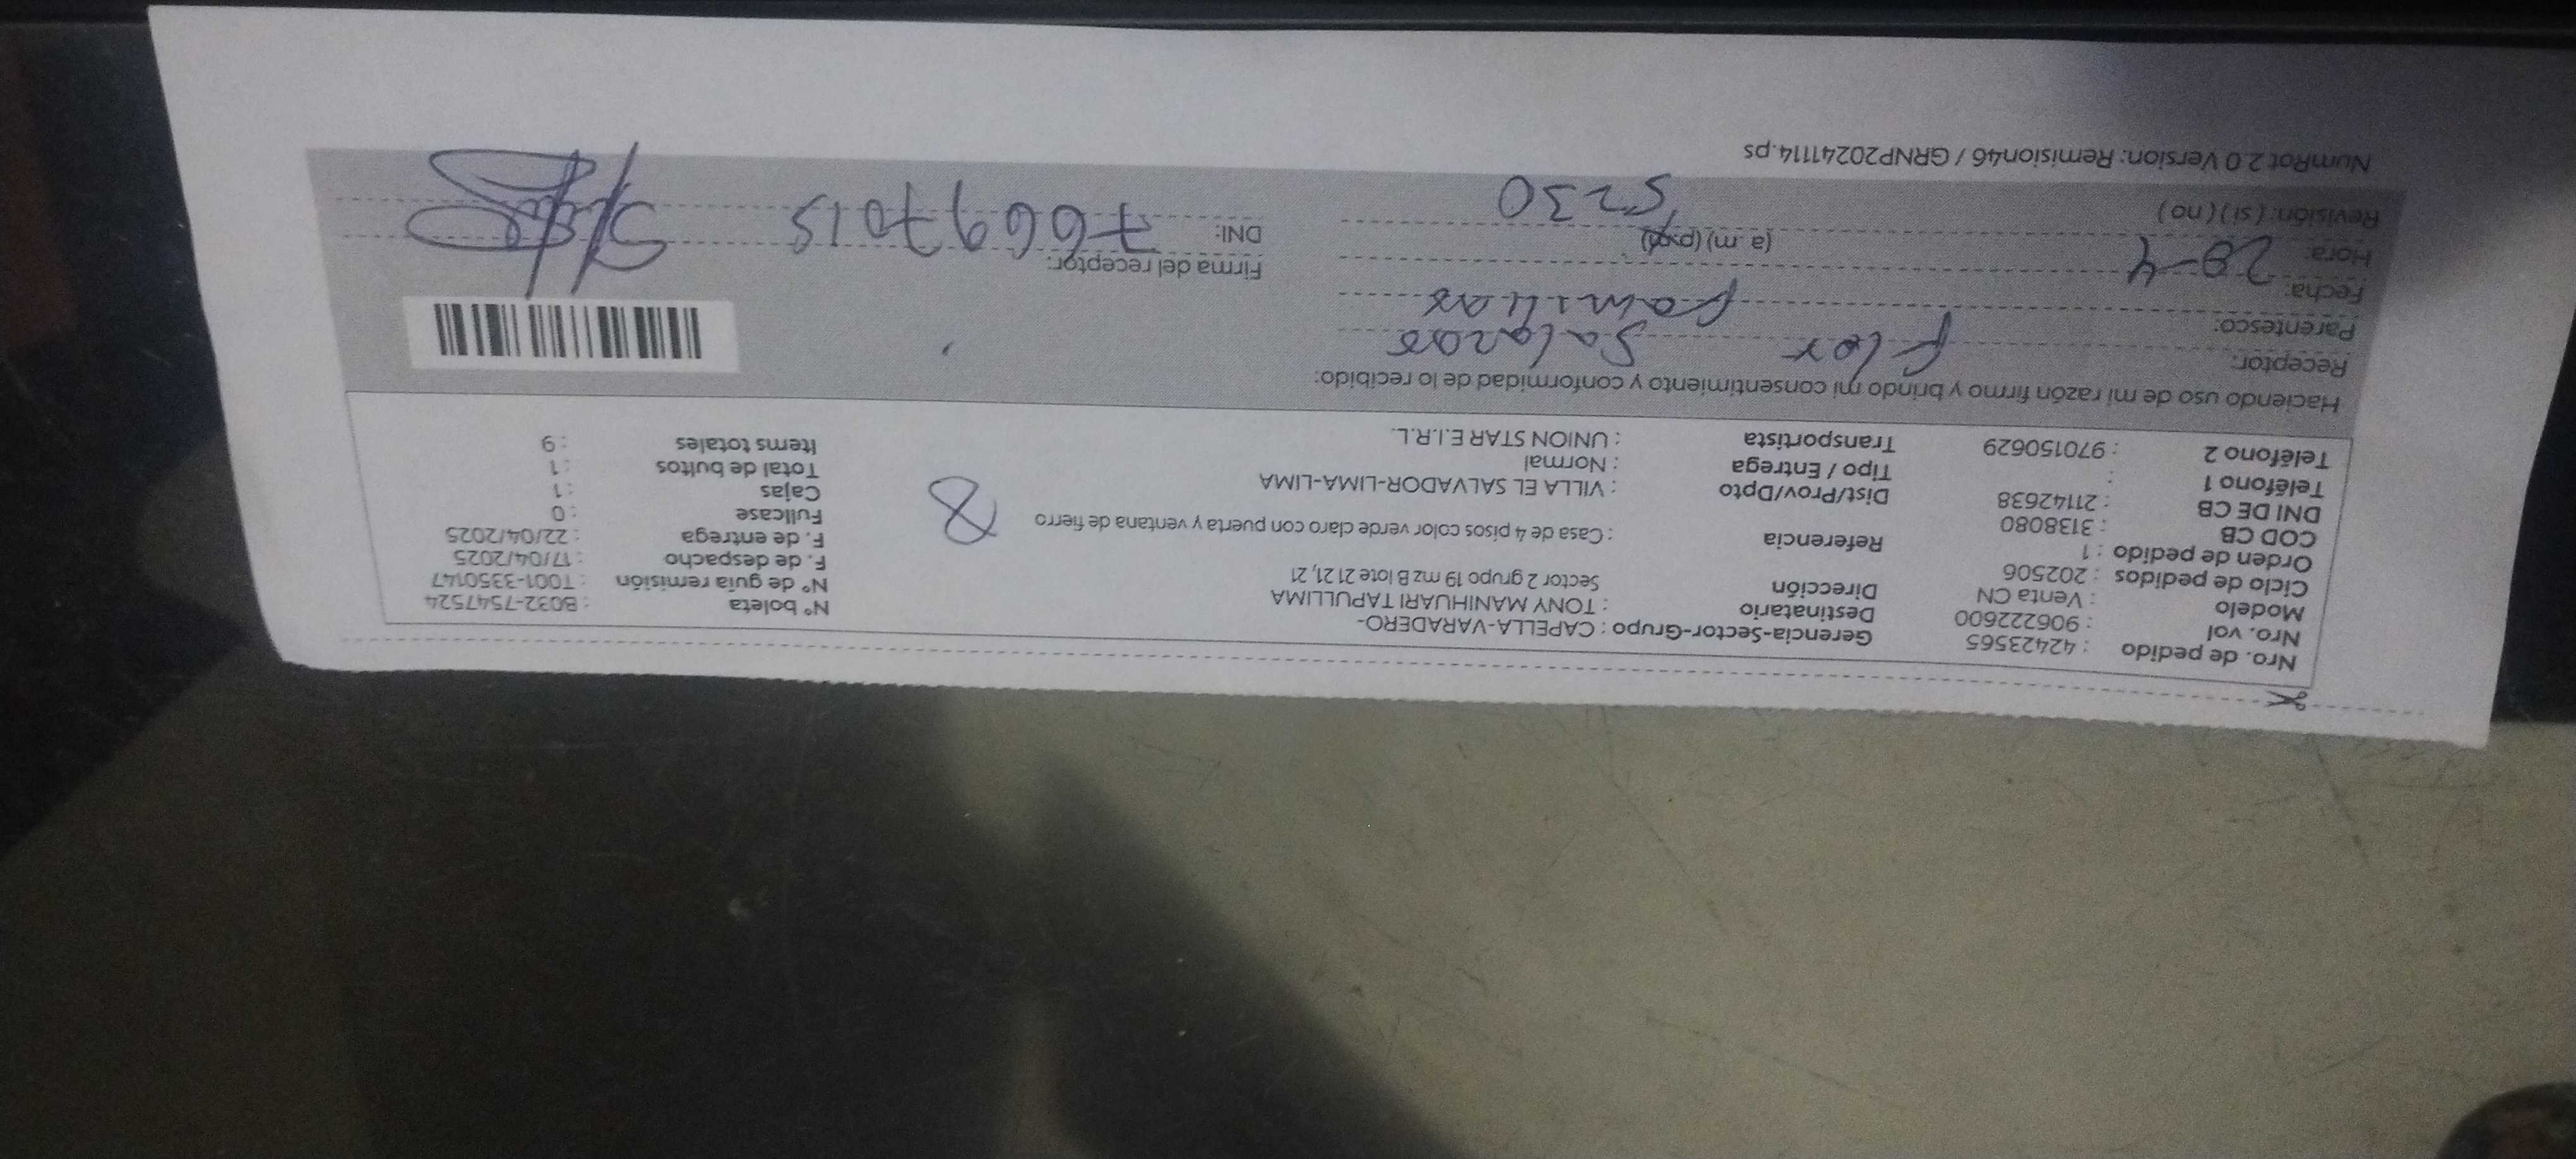 Nro. de pedido : 42423565
Nro. vol : 906222600
Modelo : Venta CN
Ciclo de pedidos : 202506
Orden de pedido : 1
COD CB : 3138080
DNI DE CB : 21142638
Teléfono 1 :
Teléfono 2 : 970150629
Gerencia-Sector-Grupo : CAPELLA-VARADERO-
Destinatario : TONY MANIHUARI TAPULLIMA
Dirección Sector 2 grupo 19 mz B lote 21 21, 21
Referencia : Casa de 4 pisos color verde claro con puerta y ventana de fierro
Dist/Prov/Dpto : VILLA EL SALVADOR-LIMA-LIMA
Tipo / Entrega : Normal
Transportista : UNION STAR E.I.R.L.
8
N° boleta : B032-7547524
N° de guía remisión : T001-3350147
F. de despacho : 17/04/2025
F. de entrega : 22/04/2025
Fullcase : 0
Cajas : 1
Total de bultos : 1
Items totales : 9
Haciendo uso de mi razón firmo y brindo mi consentimiento y conformidad de lo recibido:
Receptor: Flor Salazar
Parentesco: familiar
Fecha: 20-4
Hora: (a. m) (p.m) 5230
Revisión: ( si ) ( no )
Firma del receptor:
DNI: 76697015
NumRot 2.0 Version: Remision46 / GRNP20241114.ps